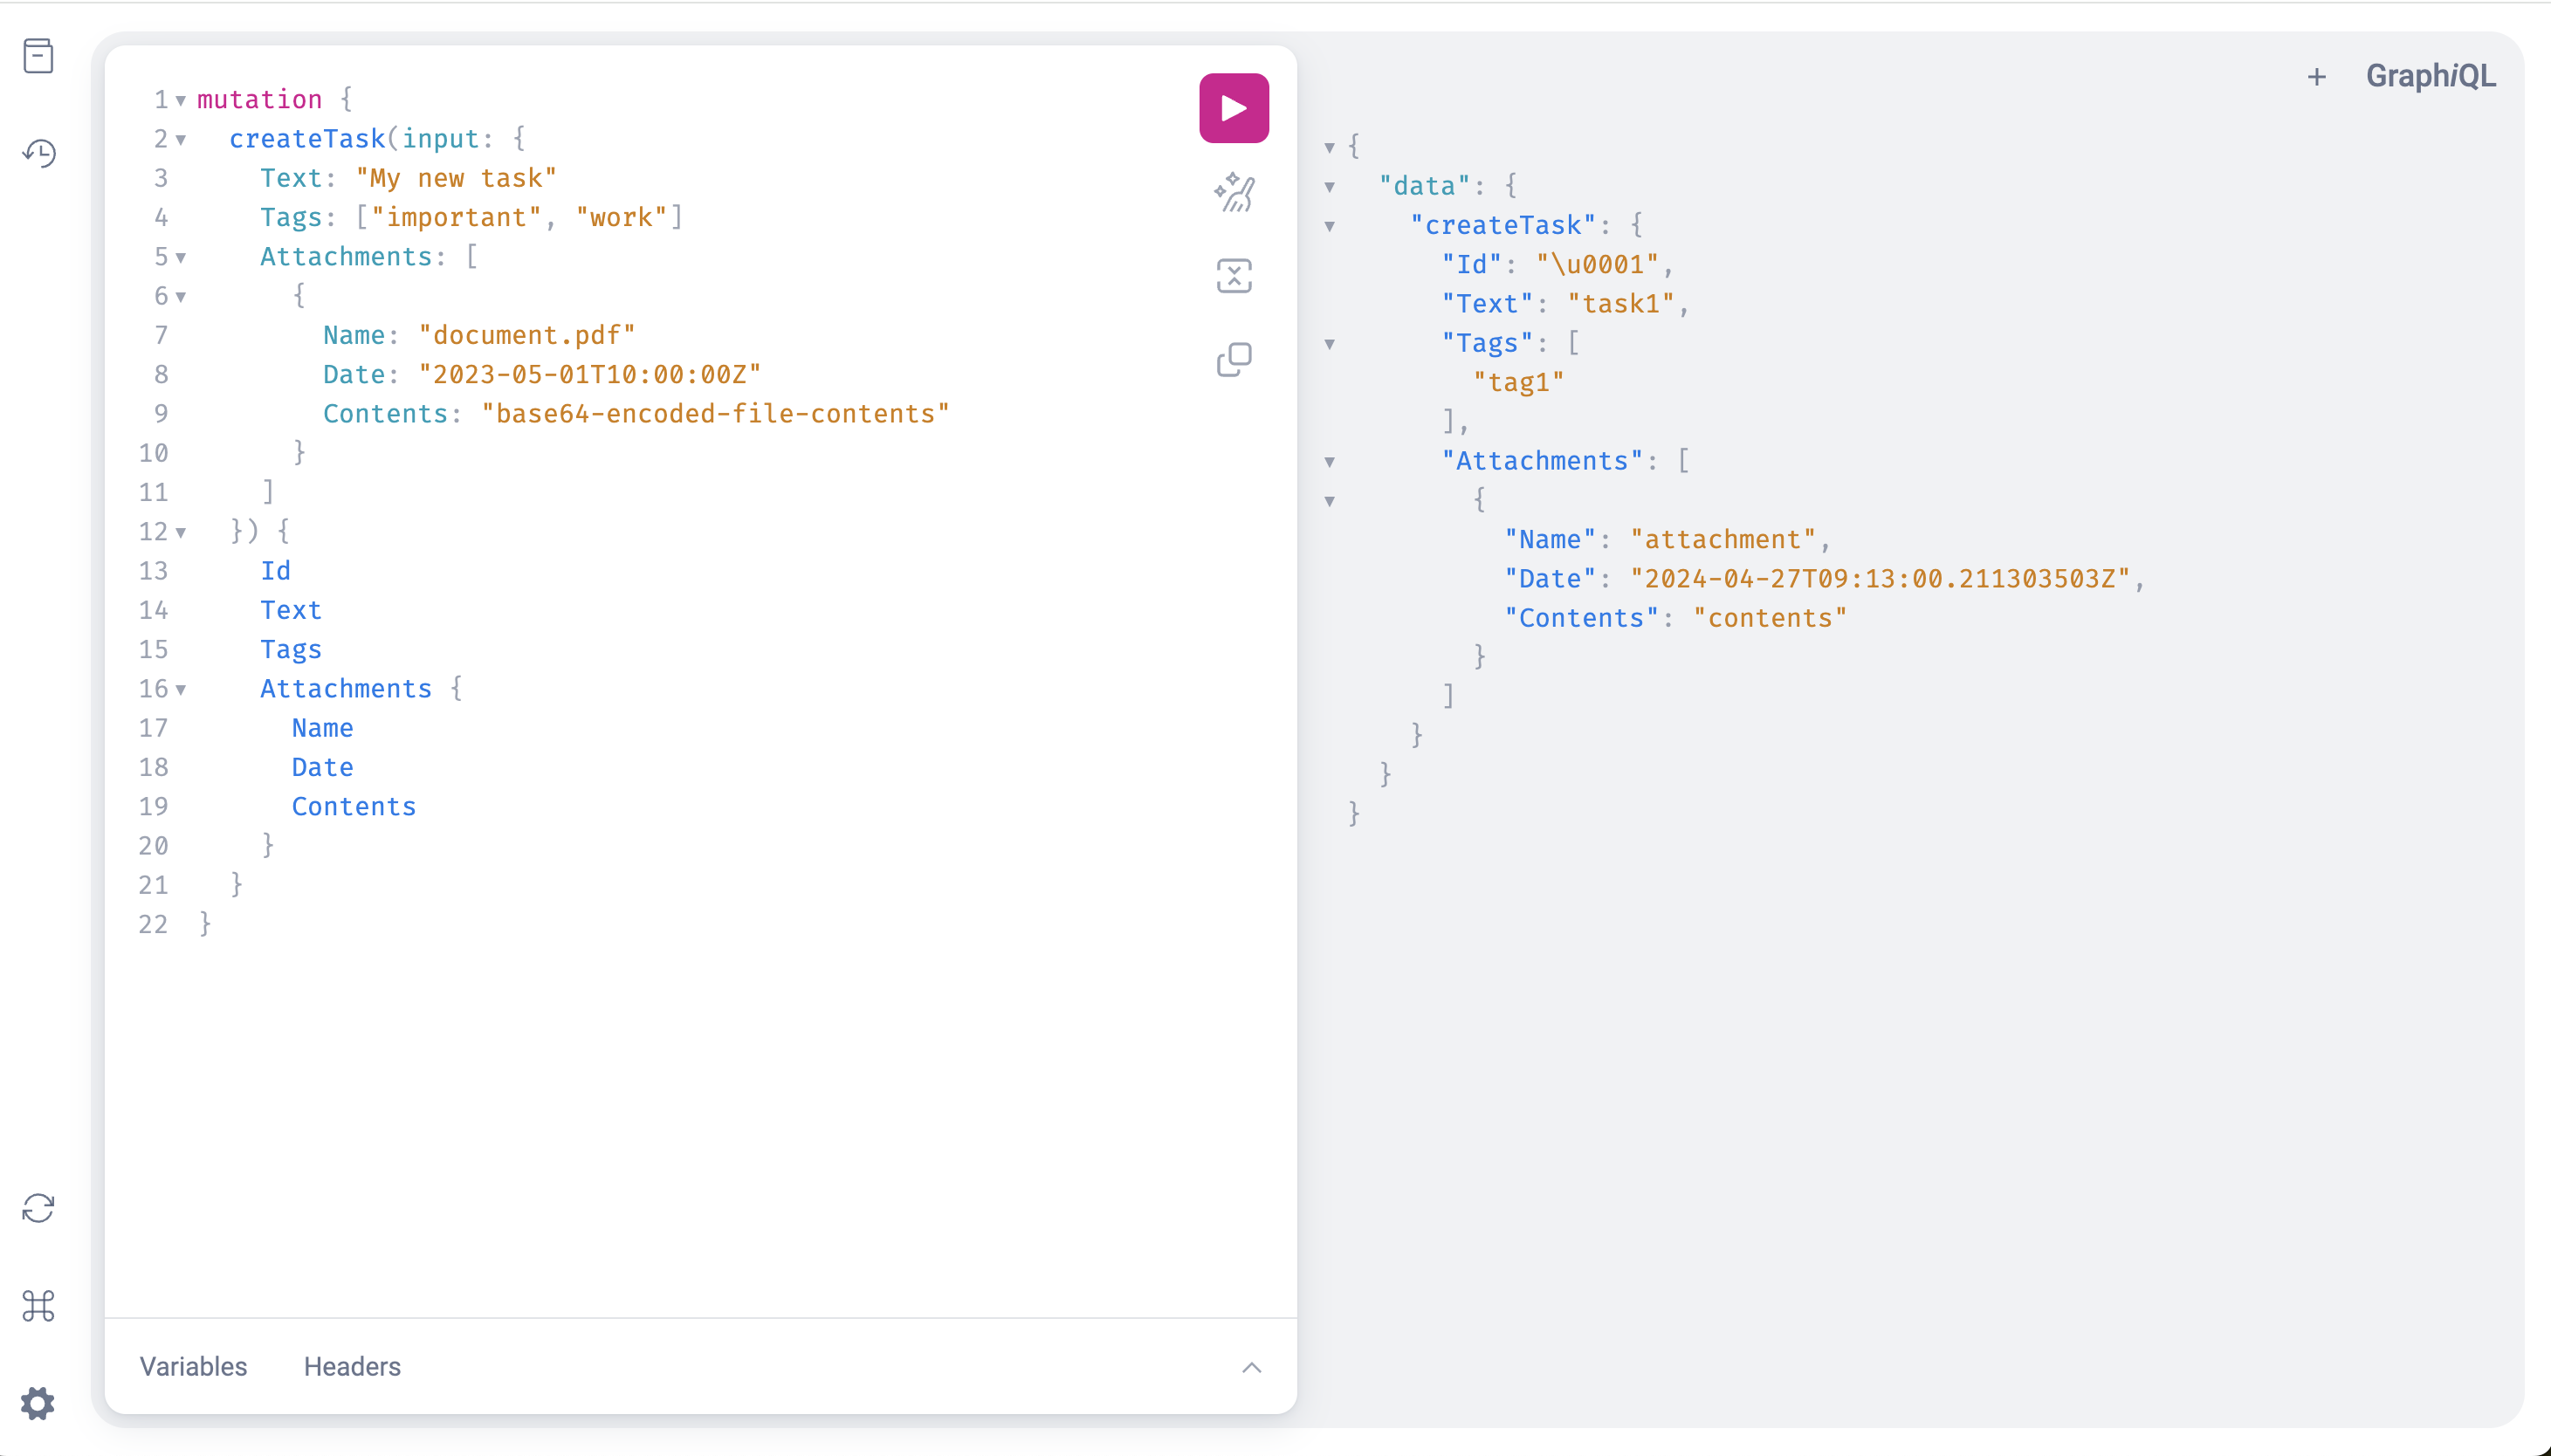 1 mutation {
2 createTask(input: {
3 Text: "My new task"
4 Tags: ["important", "work"]
5 Attachments: [
6 {
7 Name: "document.pdf"
8 Date: "2023-05-01T10:00:00Z"
9 Contents: "base64-encoded-file-contents"
10 }
11 ]
12 }) {
13 Id
14 Text
15 Tags
16 Attachments {
17 Name
18 Date
19 Contents
20 }
21 }
22 }
Variables Headers
+ GraphiQL
{
"data": {
"createTask": {
"Id": "\u0001",
"Text": "task1",
"Tags": [
"tag1"
],
"Attachments": [
{
"Name": "attachment",
"Date": "2024-04-27T09:13:00.211303503Z",
"Contents": "contents"
}
]
}
}
}